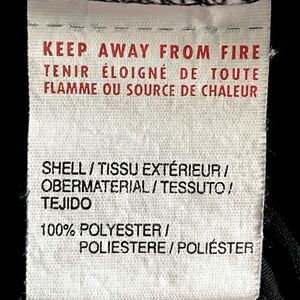 KEEP AWAY FROM FIRE
TENIR ÉLOIGNÉ DE TOUTE
FLAMME OU SOURCE DE CHALEUR
SHELL / TISSU EXTÉRIEUR /
OBERMATERIAL / TESSUTO /
TEJIDO
100% POLYESTER /
POLIESTERE / POLIÉSTER